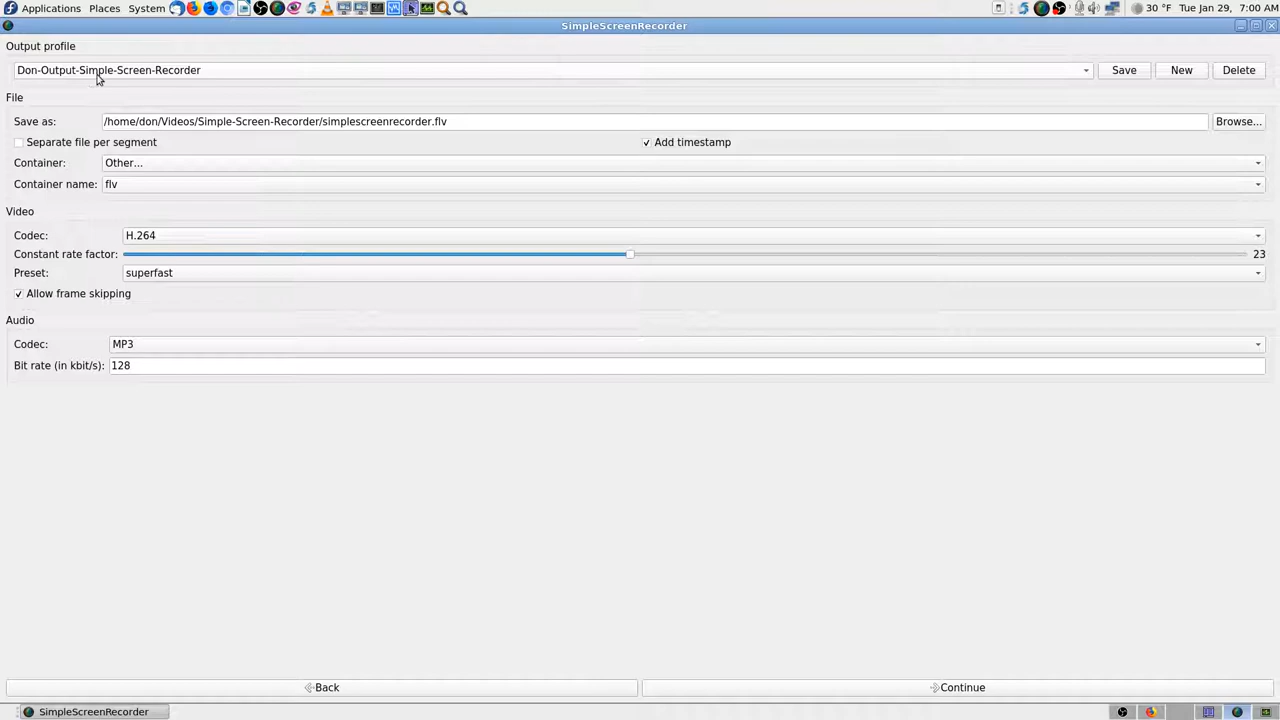 Applications Places System 30 °F Tue Jan 29, 7:00 AM
SimpleScreenRecorder
Output profile
Don-Output-Simple-Screen-Recorder Save New Delete
File
Save as: /home/don/Videos/Simple-Screen-Recorder/simplescreenrecorder.flv Browse...
Separate file per segment Add timestamp
Container: Other...
Container name: flv
Video
Codec: H.264
Constant rate factor: 23
Preset: superfast
Allow frame skipping
Audio
Codec: MP3
Bit rate (in kbit/s): 128
Back Continue
SimpleScreenRecorder